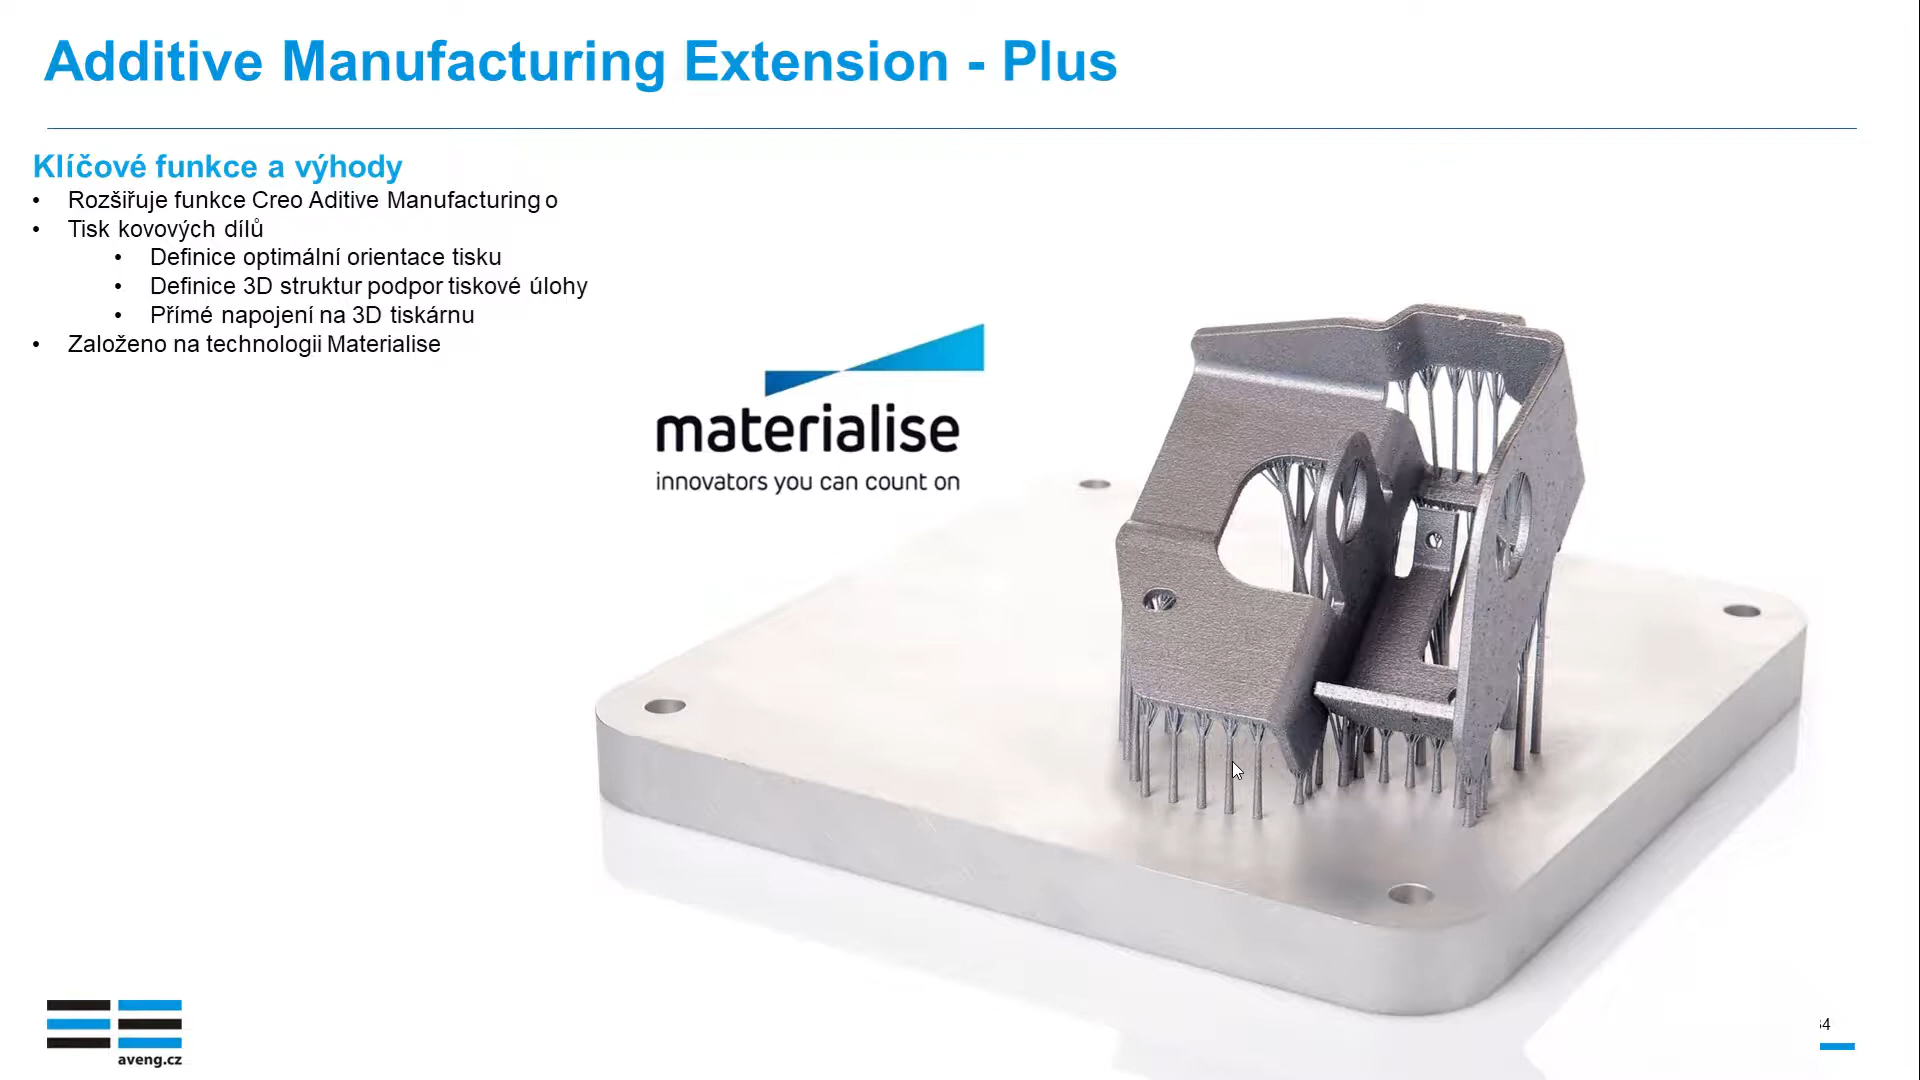 Additive Manufacturing Extension - Plus
Klíčové funkce a výhody
• Rozšiřuje funkce Creo Aditive Manufacturing o
• Tisk kovových dílů
• Definice optimální orientace tisku
• Definice 3D struktur podpor tiskové úlohy
• Přímé napojení na 3D tiskárnu
• Založeno na technologii Materialise
materialise
innovators you can count on
aveng.cz